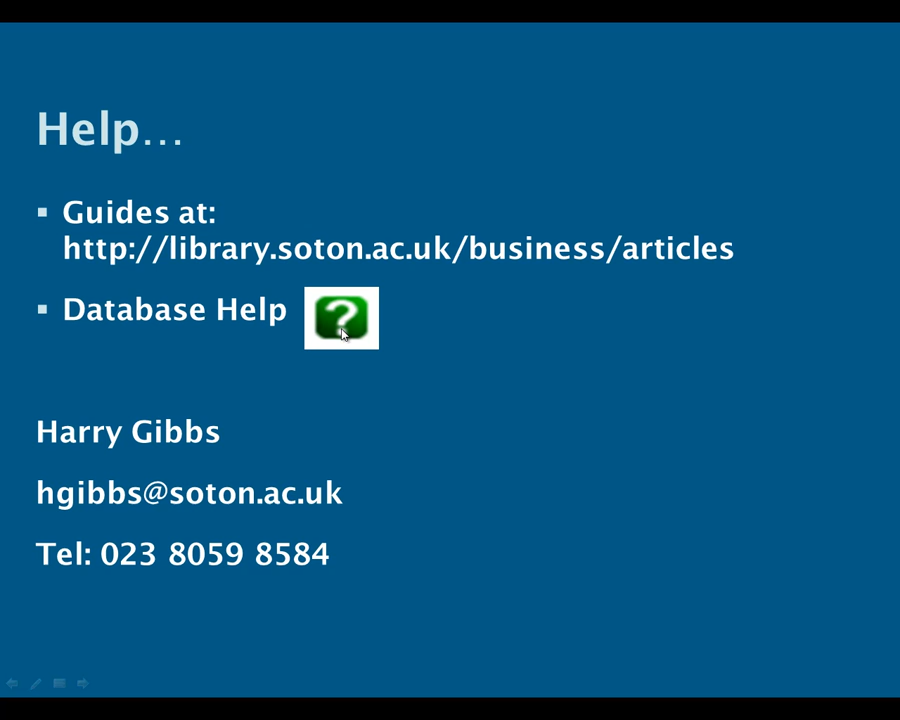 Help...
Guides at:
http://library.soton.ac.uk/business/articles
Database Help ?
Harry Gibbs
hgibbs@soton.ac.uk
Tel: 023 8059 8584